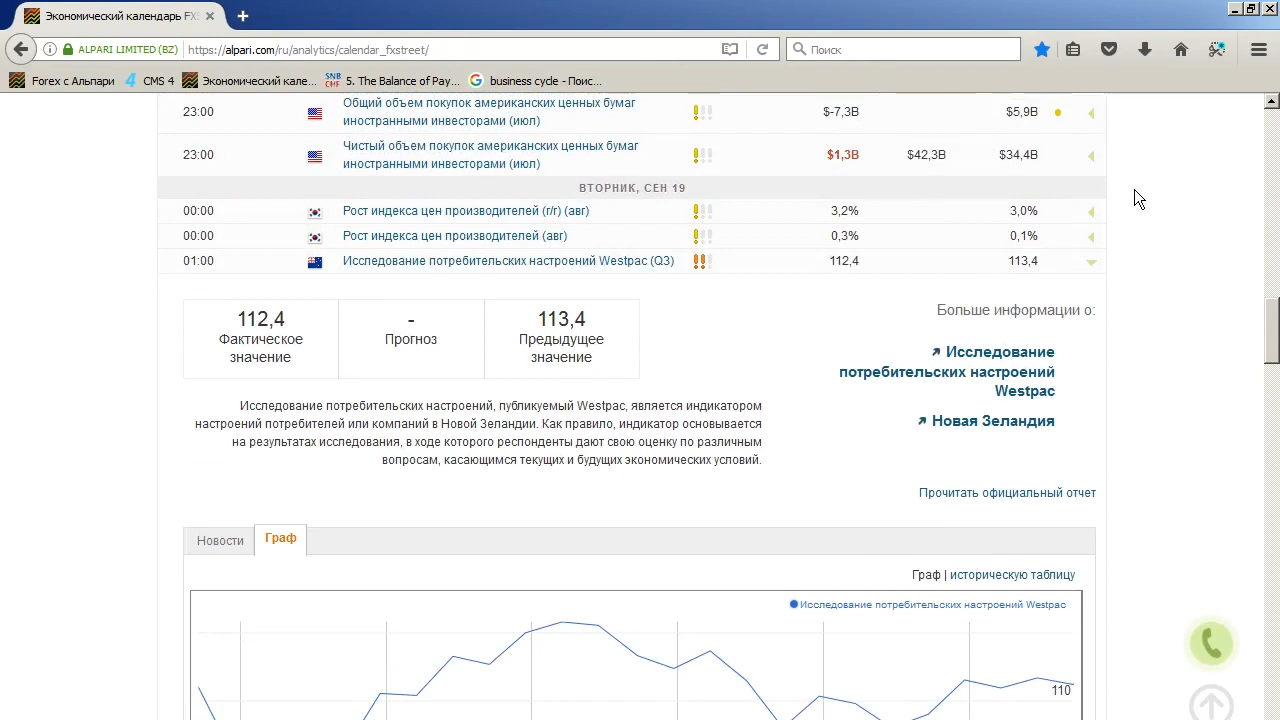 Экономический календарь FXS
ALPARI LIMITED (BZ)
https://alpari.com/ru/analytics/calendar_fxstreet/
Поиск
Forex с Альпари
CMS 4
Экономический кале...
SNB CHF
5. The Balance of Pay...
business cycle - Поис...
23:00
Общий объем покупок американских ценных бумаг
иностранными инвесторами (июл)
$-7,3B
$5,9B
23:00
Чистый объем покупок американских ценных бумаг
иностранными инвесторами (июл)
$1,3B
$42,3B
$34,4B
ВТОРНИК, СЕН 19
00:00
Рост индекса цен производителей (г/г) (авг)
3,2%
3,0%
00:00
Рост индекса цен производителей (авг)
0,3%
0,1%
01:00
Исследование потребительских настроений Westpac (Q3)
112,4
113,4
112,4
Фактическое
значение
-
Прогноз
113,4
Предыдущее
значение
Больше информации о:
Исследование
потребительских настроений
Westpac
Новая Зеландия
Исследование потребительских настроений, публикуемый Westpac, является индикатором
настроений потребителей или компаний в Новой Зеландии. Как правило, индикатор основывается
на результатах исследования, в ходе которого респонденты дают свою оценку по различным
вопросам, касающимся текущих и будущих экономических условий.
Прочитать официальный отчет
Новости
Граф
Граф | историческую таблицу
Исследование потребительских настроений Westpac
110